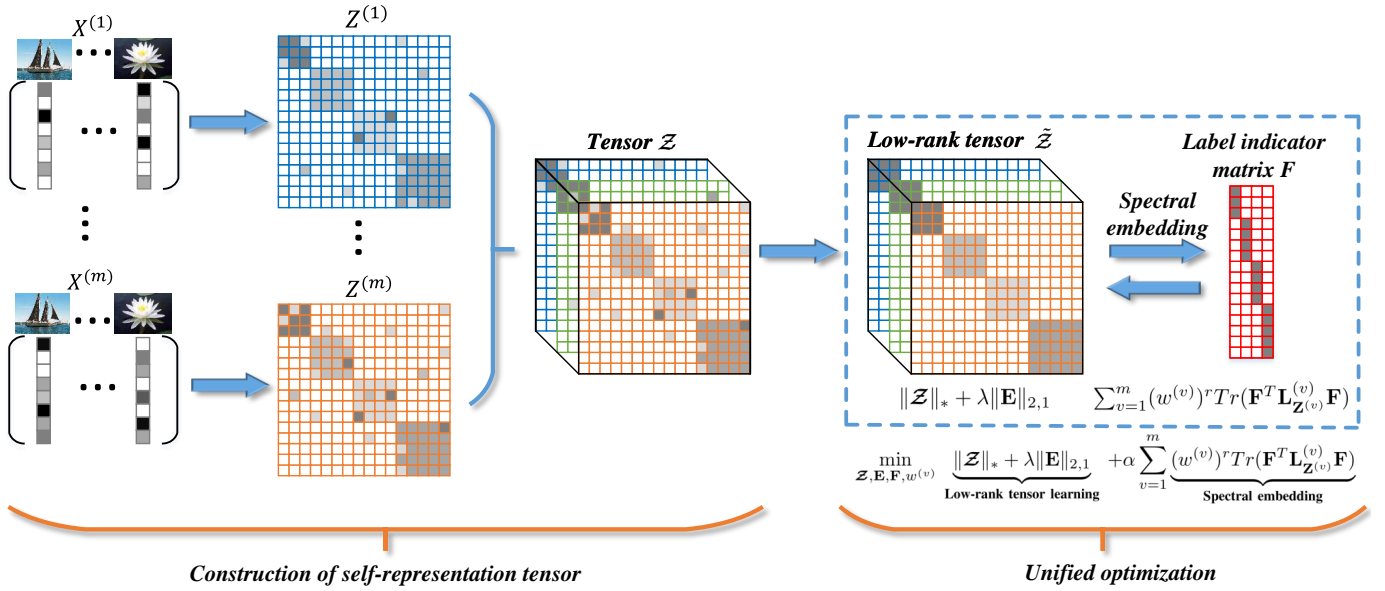 X^{(1)}
Z^{(1)}
X^{(m)}
Z^{(m)}
Tensor 𝒵
Low-rank tensor 𝒵̃
Spectral
embedding
Label indicator
matrix F
‖𝓩‖_* + λ‖E‖_{2,1}
∑_{v=1}^{m}(w^{(v)})^r Tr(F^T L^{(v)}_{Z^{(v)}} F)
min_{𝓩,E,F,w^{(v)}} ‖𝓩‖_* + λ‖E‖_{2,1} +α ∑_{v=1}^{m} (w^{(v)})^r Tr(F^T L^{(v)}_{Z^{(v)}} F)
Low-rank tensor learning
Spectral embedding
Construction of self-representation tensor
Unified optimization